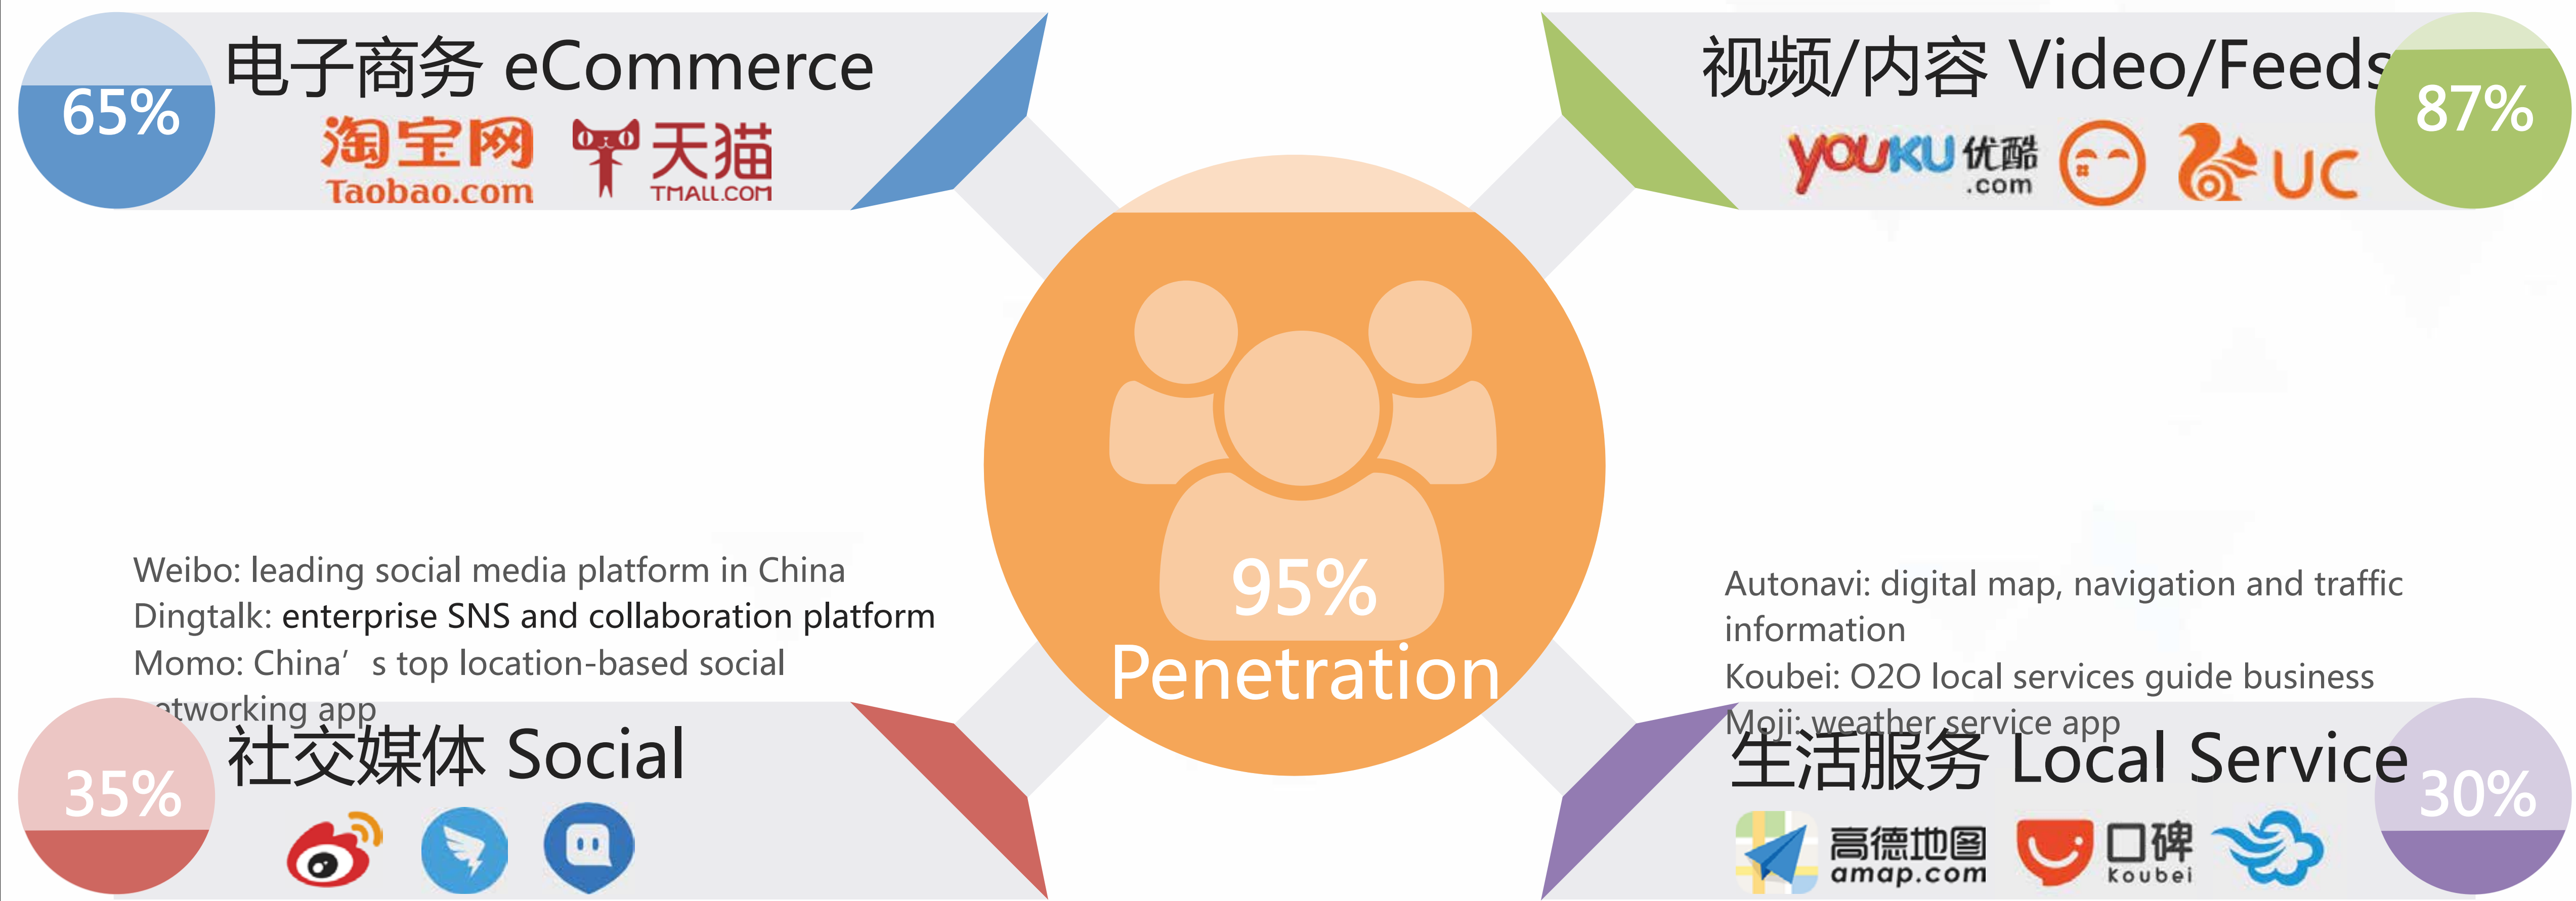 电子商务 eCommerce
65%
淘宝网
Taobao.com
天猫
TMALL.COM
视频/内容 Video/Feeds
87%
YOUKU 优酷
.com
UC
95%
Penetration
Weibo: leading social media platform in China
Dingtalk: enterprise SNS and collaboration platform
Momo: China’ s top location-based social
etworking app
社交媒体 Social
35%
Autonavi: digital map, navigation and traffic
information
Koubei: O2O local services guide business
Moji: weather service app
生活服务 Local Service
30%
高德地图
amap.com
口碑
Koubei